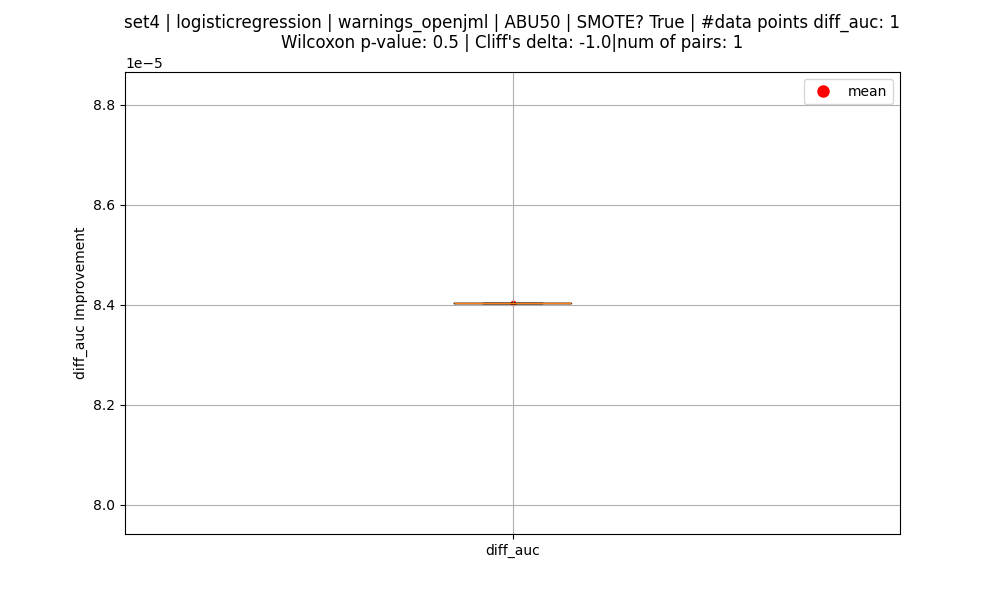 set4 | logisticregression | warnings_openjml | ABU50 | SMOTE? True | #data points diff_auc: 1
Wilcoxon p-value: 0.5 | Cliff's delta: -1.0|num of pairs: 1
1e−5
mean
8.8
8.6
8.4
8.2
8.0
diff_auc Improvement
diff_auc